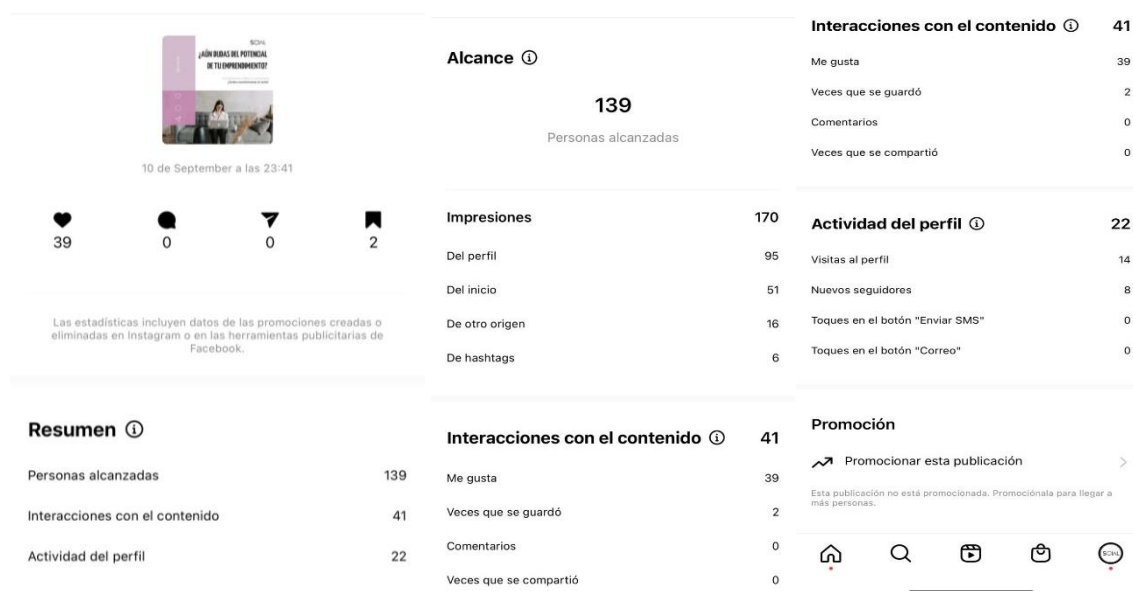 SCIAL
¿AÚN DUDAS DEL POTENCIAL
DE TU EMPRENDIMIENTO?
10 de September a las 23:41
39 0 0 2
Las estadísticas incluyen datos de las promociones creadas o
eliminadas en Instagram o en las herramientas publicitarias de
Facebook.
Resumen
Personas alcanzadas 139
Interacciones con el contenido 41
Actividad del perfil 22
Alcance
139
Personas alcanzadas
Impresiones 170
Del perfil 95
Del inicio 51
De otro origen 16
De hashtags 6
Interacciones con el contenido 41
Me gusta 39
Veces que se guardó 2
Comentarios 0
Veces que se compartió 0
Interacciones con el contenido 41
Me gusta 39
Veces que se guardó 2
Comentarios 0
Veces que se compartió 0
Actividad del perfil 22
Visitas al perfil 14
Nuevos seguidores 8
Toques en el botón "Enviar SMS" 0
Toques en el botón "Correo" 0
Promoción
Promocionar esta publicación
Esta publicación no está promocionada. Promociónala para llegar a
más personas.
SCIAL